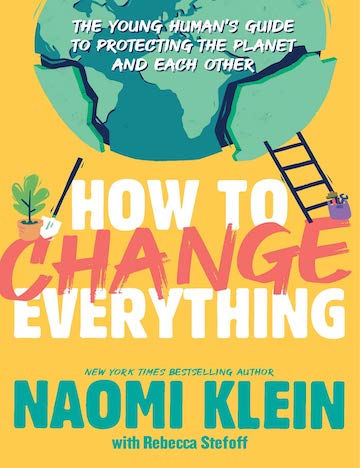 THE YOUNG HUMAN'S GUIDE
TO PROTECTING THE PLANET
AND EACH OTHER
HOW TO
CHANGE
EVERYTHING
NEW YORK TIMES BESTSELLING AUTHOR
NAOMI KLEIN
with Rebecca Stefoff